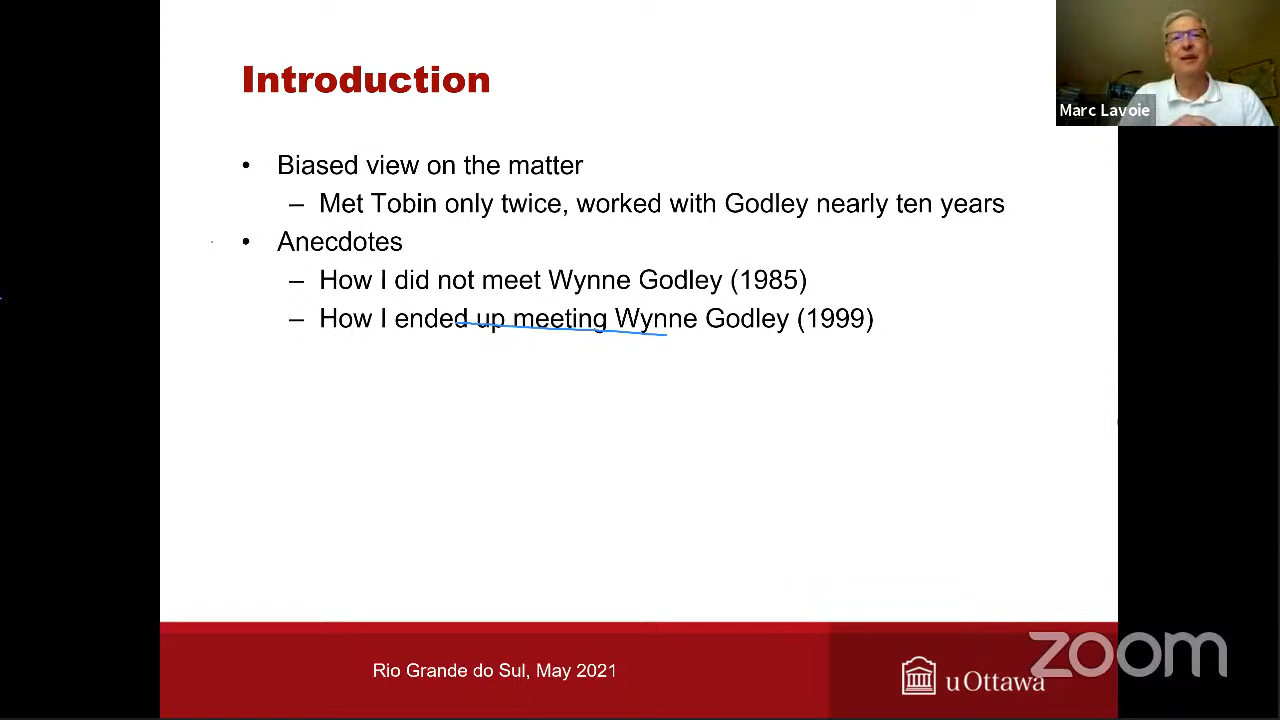 Introduction
Marc Lavoie
• Biased view on the matter
– Met Tobin only twice, worked with Godley nearly ten years
• Anecdotes
– How I did not meet Wynne Godley (1985)
– How I ended up meeting Wynne Godley (1999)
Rio Grande do Sul, May 2021
uOttawa
zoom